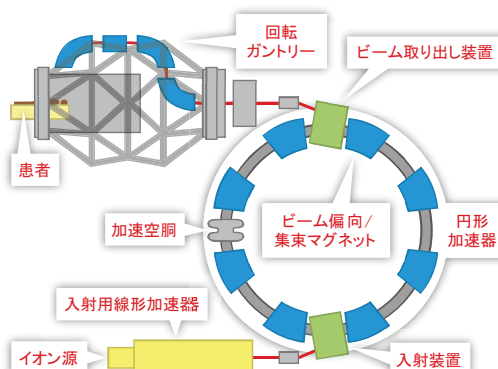 回転
ガントリー
ビーム取り出し装置
患者
加速空胴
ビーム偏向/
集束マグネット
円形
加速器
入射用線形加速器
イオン源
入射装置